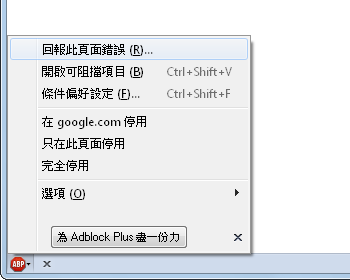 回報此頁面錯誤 (R)...
開啟可阻擋項目 (B) Ctrl+Shift+V
條件偏好設定 (F)... Ctrl+Shift+F
在 google.com 停用
只在此頁面停用
完全停用
選項 (O)
為 Adblock Plus 盡一份力
ABP